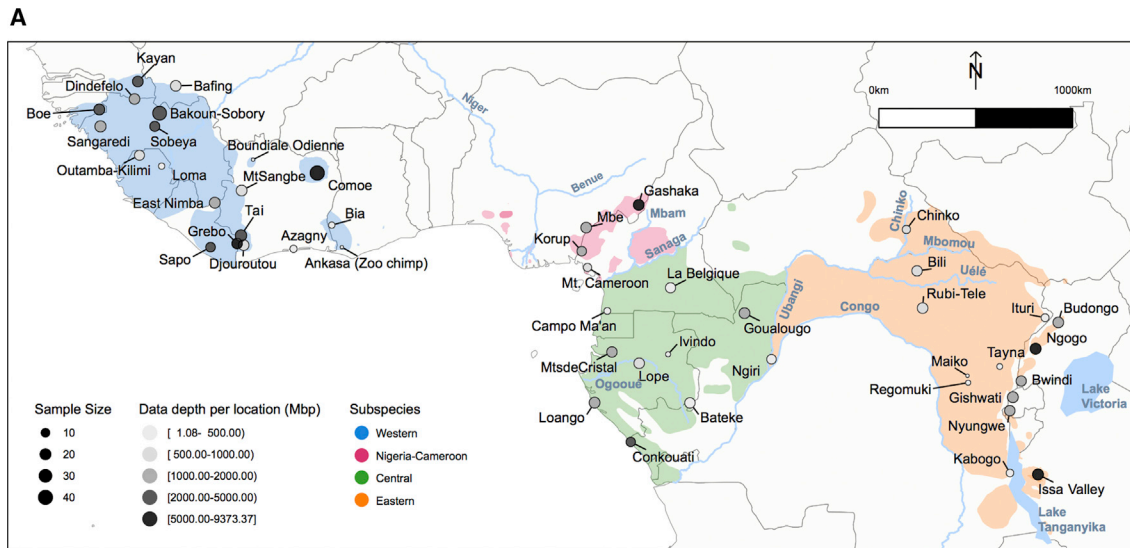 A
Kayan
Dindefelo
Bafing
Boe
Bakoun-Sobory
Sangaredi
Sobeya
Outamba-Kilimi
Loma
Boundiale Odienne
MtSangbe
Comoe
East Nimba
Tai
Bia
Grebo
Azagny
Sapo
Djouroutou
Ankasa (Zoo chimp)
Niger
Benue
Gashaka
Mbe
Mbam
Korup
Sanaga
Mt. Cameroon
La Belgique
Campo Ma'an
Goualougo
Ubangi
Ivindo
MtsdeCristal
Lope
Ngiri
Ogooué
Loango
Bateke
Conkouati
N
0km
1000km
Chinko
Chinko
Mbomou
Bili
Uélé
Congo
Rubi-Tele
Ituri
Budongo
Ngogo
Tayna
Maiko
Regomuki
Bwindi
Gishwati
Lake
Victoria
Nyungwe
Kabogo
Issa Valley
Lake
Tanganyika
Sample Size
10
20
30
40
Data depth per location (Mbp)
[ 1.08- 500.00)
[ 500.00-1000.00)
[1000.00-2000.00)
[2000.00-5000.00)
[5000.00-9373.37]
Subspecies
Western
Nigeria-Cameroon
Central
Eastern